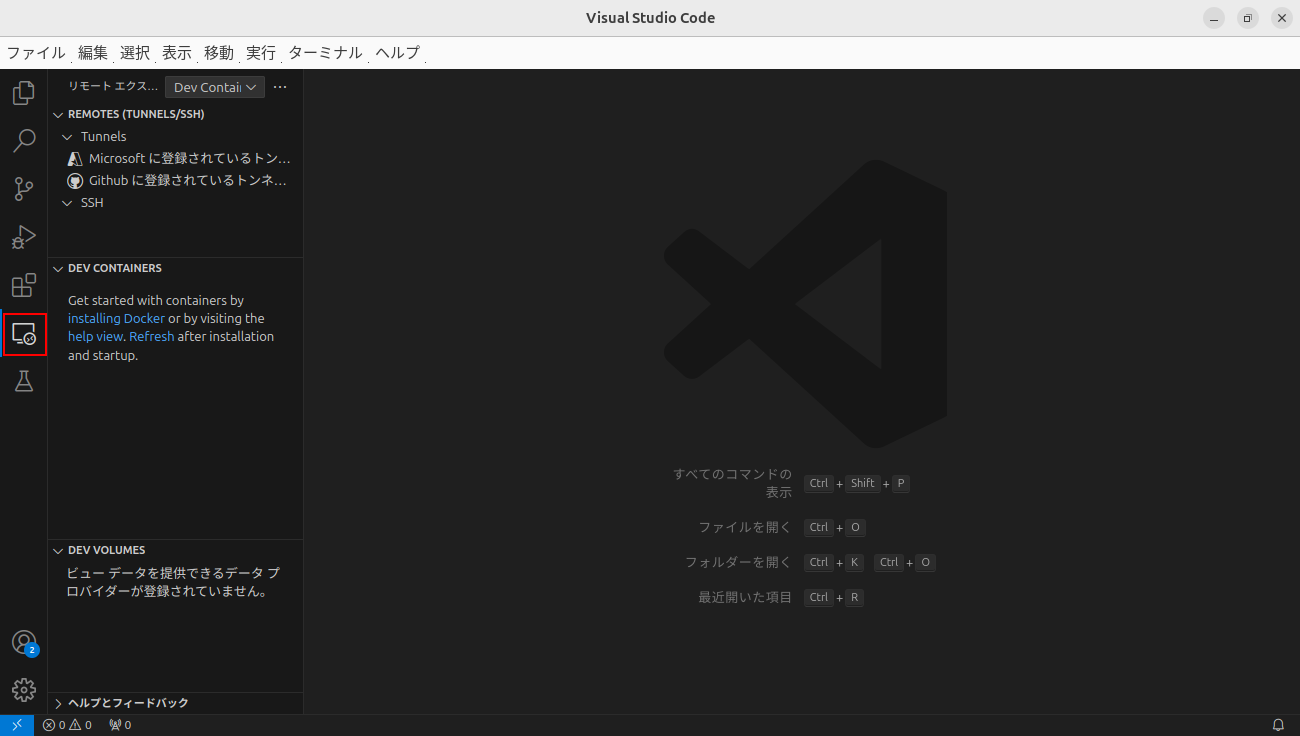 Visual Studio Code
ファイル 編集 選択 表示 移動 実行 ターミナル ヘルプ
リモート エクス… Dev Contai ···
REMOTES (TUNNELS/SSH)
Tunnels
Microsoft に登録されているトン…
Github に登録されているトンネ…
SSH
DEV CONTAINERS
Get started with containers by
installing Docker or by visiting the
help view. Refresh after installation
and startup.
DEV VOLUMES
ビュー データを提供できるデータ プ
ロバイダーが登録されていません。
ヘルプとフィードバック
すべてのコマンドの
表示 Ctrl + Shift + P
ファイルを開く Ctrl + O
フォルダーを開く Ctrl + K Ctrl + O
最近開いた項目 Ctrl + R
2
0 0 0